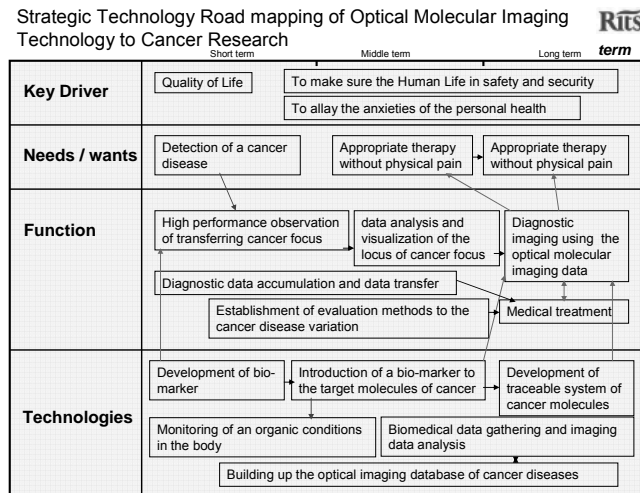 Strategic Technology Road mapping of Optical Molecular Imaging
Technology to Cancer Research
Rits
term
Short term
Middle term
Long term
Key Driver
Quality of Life
To make sure the Human Life in safety and security
To allay the anxieties of the personal health
Needs / wants
Detection of a cancer
disease
Appropriate therapy
without physical pain
Appropriate therapy
without physical pain
Function
High performance observation
of transferring cancer focus
data analysis and
visualization of the
locus of cancer focus
Diagnostic
imaging using the
optical molecular
imaging data
Diagnostic data accumulation and data transfer
Establishment of evaluation methods to the
cancer disease variation
Medical treatment
Technologies
Development of bio-
marker
Introduction of a bio-marker to
the target molecules of cancer
Development of
traceable system of
cancer molecules
Monitoring of an organic conditions
in the body
Biomedical data gathering and imaging
data analysis
Building up the optical imaging database of cancer diseases